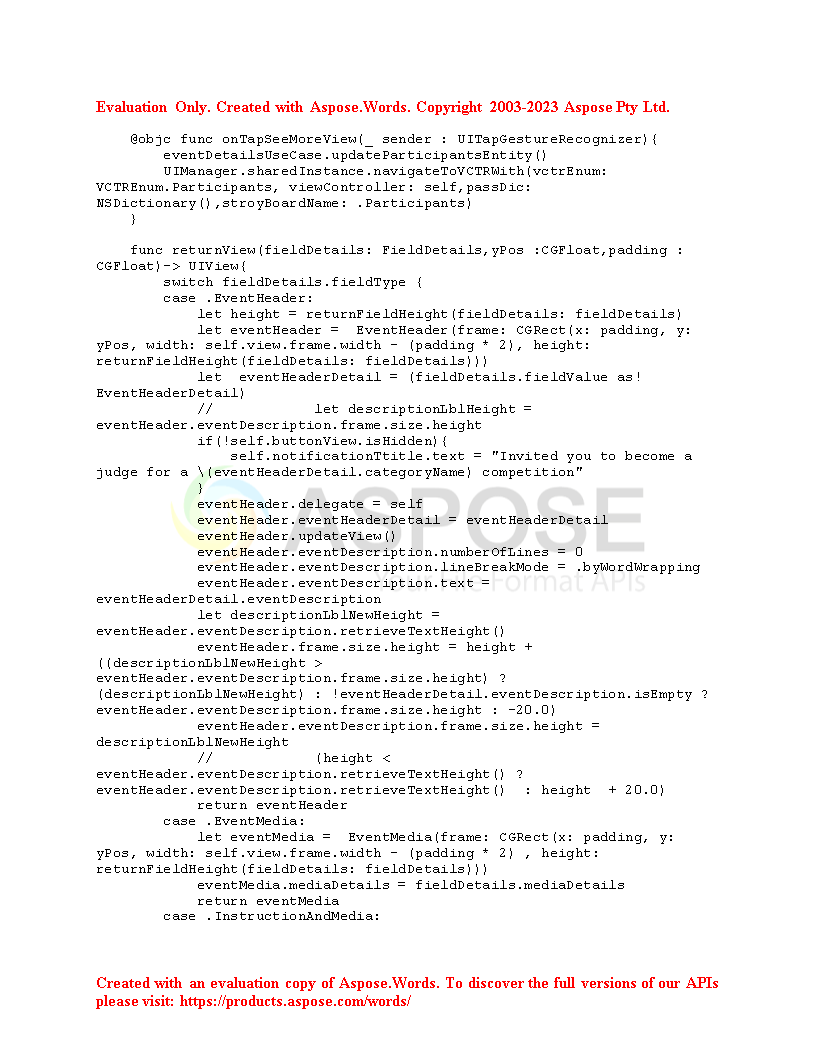 Evaluation Only. Created with Aspose.Words. Copyright 2003-2023 Aspose Pty Ltd.
    @objc func onTapSeeMoreView(_ sender : UITapGestureRecognizer){
        eventDetailsUseCase.updateParticipantsEntity()
        UIManager.sharedInstance.navigateToVCTRWith(vctrEnum:
VCTREnum.Participants, viewController: self,passDic:
NSDictionary(),stroyBoardName: .Participants)
    }

    func returnView(fieldDetails: FieldDetails,yPos :CGFloat,padding :
CGFloat)-> UIView{
        switch fieldDetails.fieldType {
        case .EventHeader:
            let height = returnFieldHeight(fieldDetails: fieldDetails)
            let eventHeader =  EventHeader(frame: CGRect(x: padding, y:
yPos, width: self.view.frame.width - (padding * 2), height:
returnFieldHeight(fieldDetails: fieldDetails)))
            let  eventHeaderDetail = (fieldDetails.fieldValue as!
EventHeaderDetail)
            //            let descriptionLblHeight =
eventHeader.eventDescription.frame.size.height
            if(!self.buttonView.isHidden){
                self.notificationTtitle.text = "Invited you to become a
judge for a \(eventHeaderDetail.categoryName) competition"
            }
            eventHeader.delegate = self
            eventHeader.eventHeaderDetail = eventHeaderDetail
            eventHeader.updateView()
            eventHeader.eventDescription.numberOfLines = 0
            eventHeader.eventDescription.lineBreakMode = .byWordWrapping
            eventHeader.eventDescription.text =
eventHeaderDetail.eventDescription
            let descriptionLblNewHeight =
eventHeader.eventDescription.retrieveTextHeight()
            eventHeader.frame.size.height = height +
((descriptionLblNewHeight >
eventHeader.eventDescription.frame.size.height) ?
(descriptionLblNewHeight) : !eventHeaderDetail.eventDescription.isEmpty ?
eventHeader.eventDescription.frame.size.height : -20.0)
            eventHeader.eventDescription.frame.size.height =
descriptionLblNewHeight
            //            (height <
eventHeader.eventDescription.retrieveTextHeight() ?
eventHeader.eventDescription.retrieveTextHeight()  : height  + 20.0)
            return eventHeader
        case .EventMedia:
            let eventMedia =  EventMedia(frame: CGRect(x: padding, y:
yPos, width: self.view.frame.width - (padding * 2) , height:
returnFieldHeight(fieldDetails: fieldDetails)))
            eventMedia.mediaDetails = fieldDetails.mediaDetails
            return eventMedia
        case .InstructionAndMedia:
ASPOSE
File Format APIs
Created with an evaluation copy of Aspose.Words. To discover the full versions of our APIs
please visit: https://products.aspose.com/words/